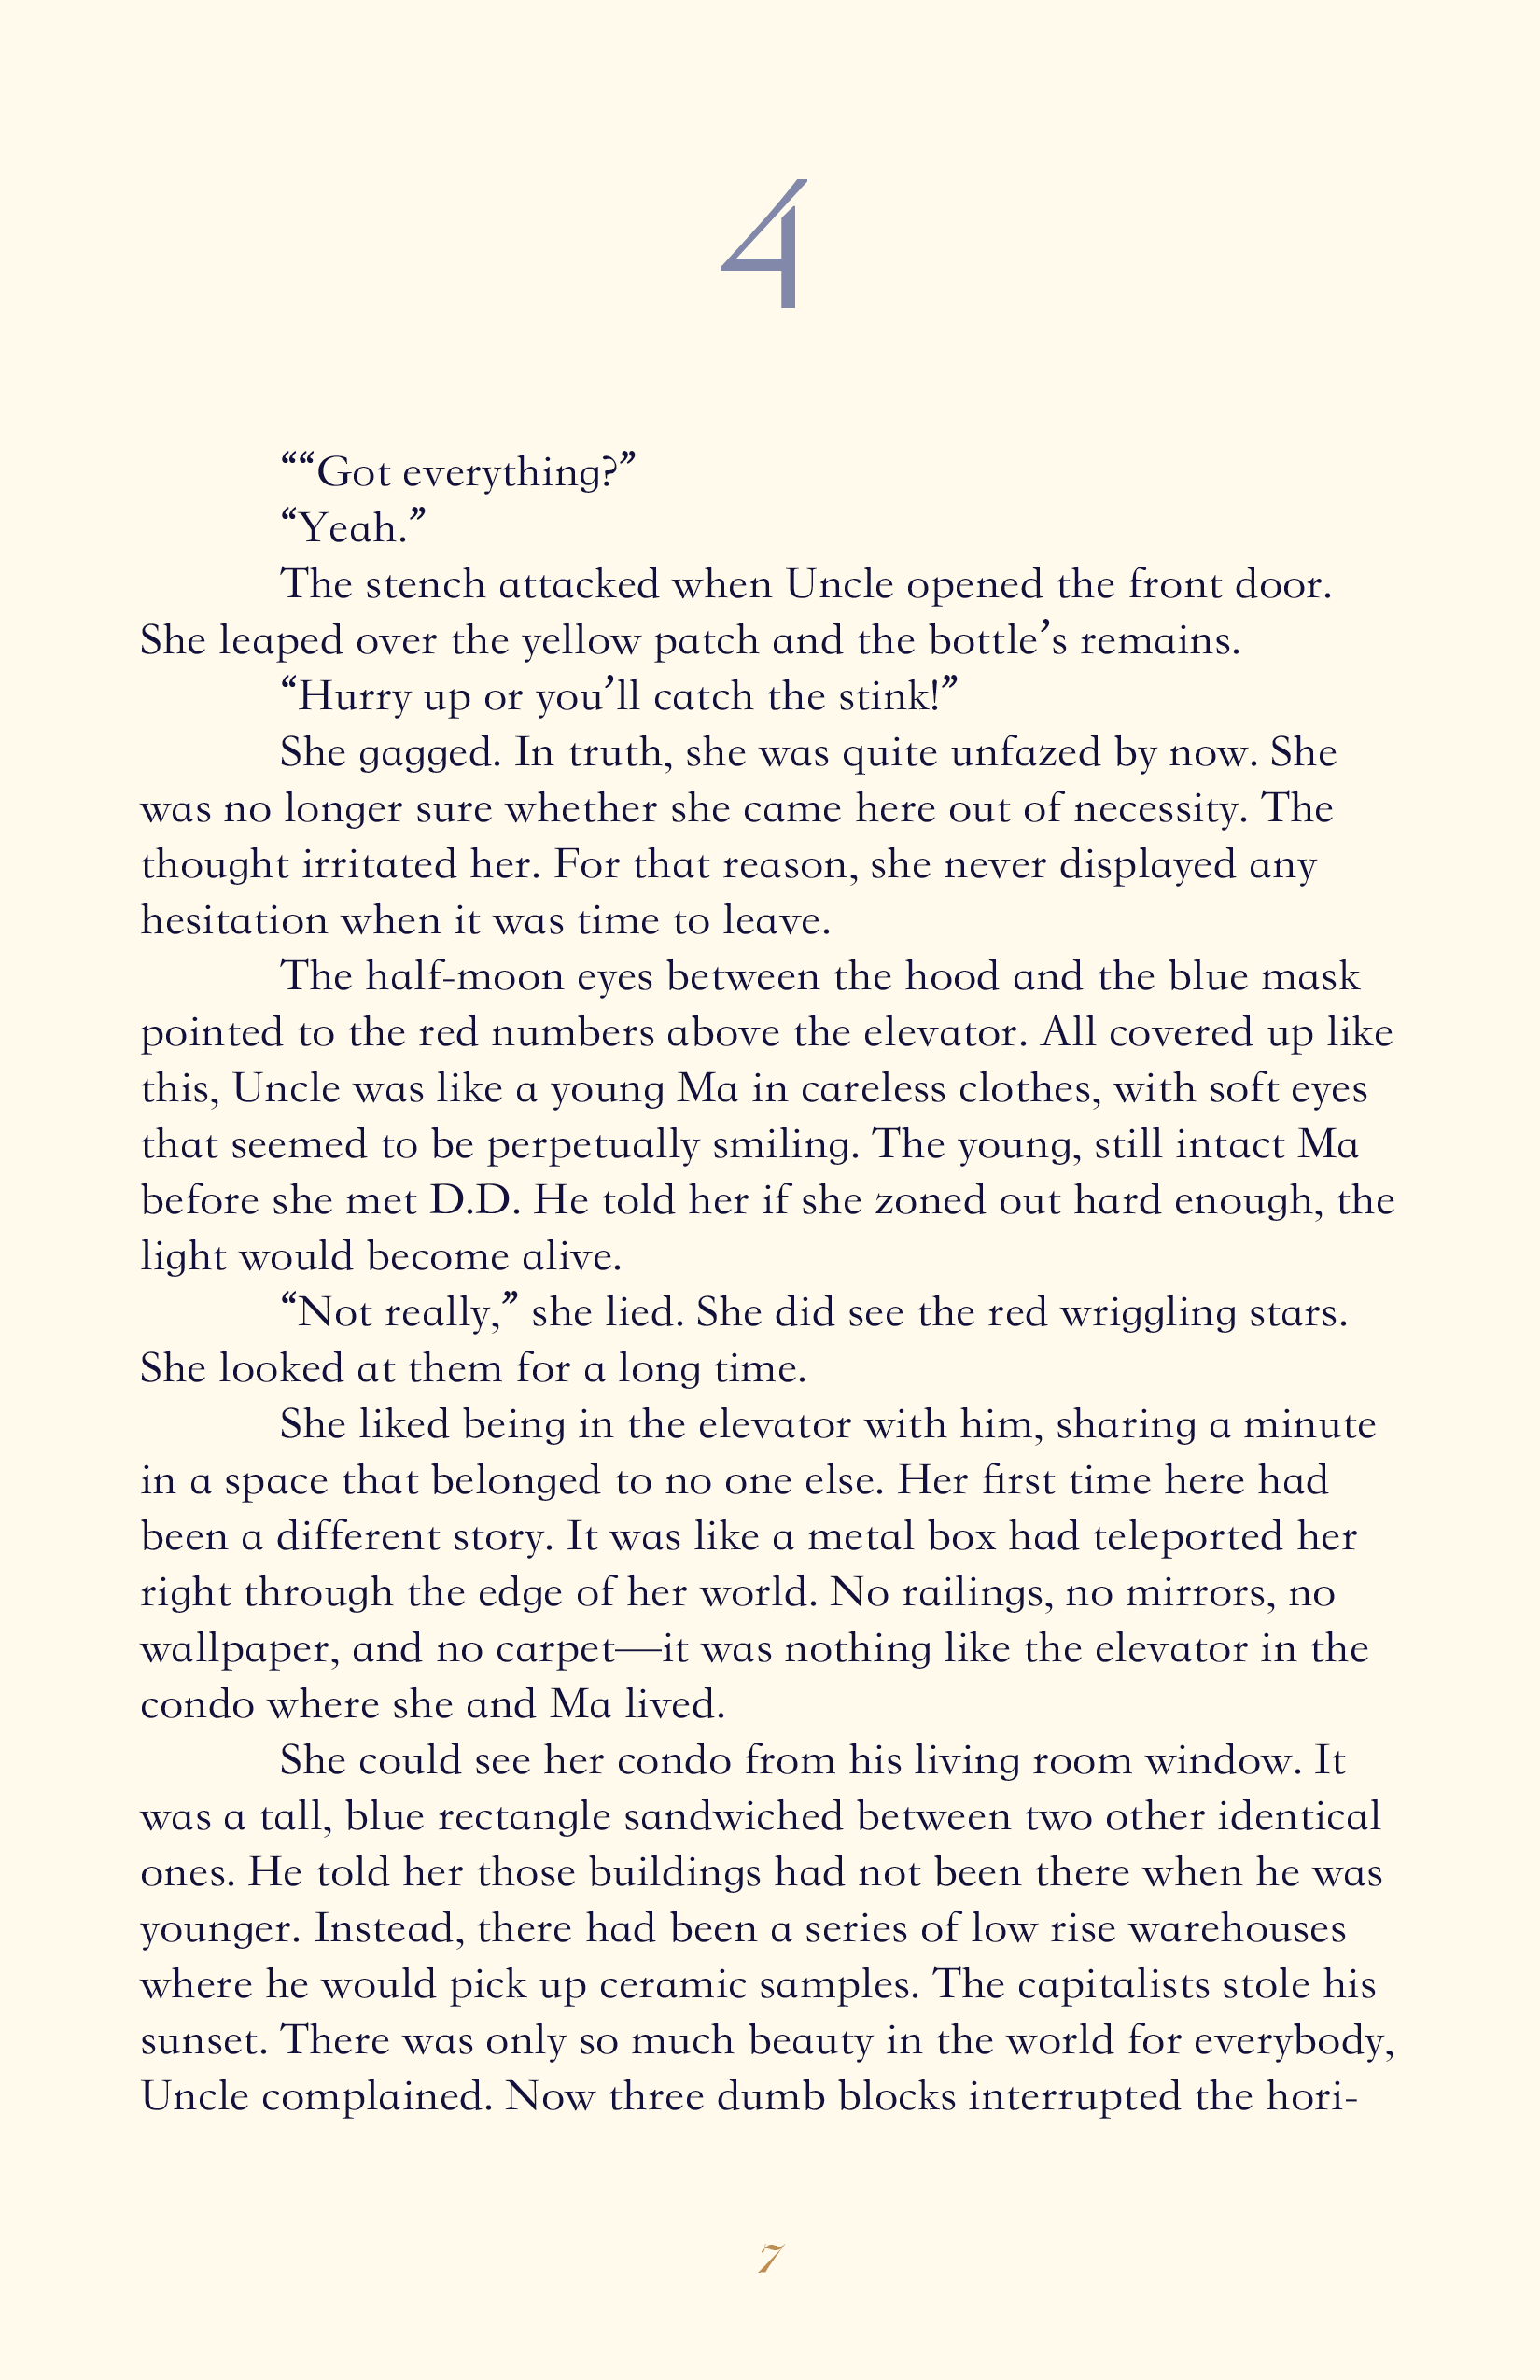 4
““Got everything?”
“Yeah.”
The stench attacked when Uncle opened the front door.
She leaped over the yellow patch and the bottle’s remains.
“Hurry up or you’ll catch the stink!”
She gagged. In truth, she was quite unfazed by now. She
was no longer sure whether she came here out of necessity. The
thought irritated her. For that reason, she never displayed any
hesitation when it was time to leave.
The half-moon eyes between the hood and the blue mask
pointed to the red numbers above the elevator. All covered up like
this, Uncle was like a young Ma in careless clothes, with soft eyes
that seemed to be perpetually smiling. The young, still intact Ma
before she met D.D. He told her if she zoned out hard enough, the
light would become alive.
“Not really,” she lied. She did see the red wriggling stars.
She looked at them for a long time.
She liked being in the elevator with him, sharing a minute
in a space that belonged to no one else. Her first time here had
been a different story. It was like a metal box had teleported her
right through the edge of her world. No railings, no mirrors, no
wallpaper, and no carpet—it was nothing like the elevator in the
condo where she and Ma lived.
She could see her condo from his living room window. It
was a tall, blue rectangle sandwiched between two other identical
ones. He told her those buildings had not been there when he was
younger. Instead, there had been a series of low rise warehouses
where he would pick up ceramic samples. The capitalists stole his
sunset. There was only so much beauty in the world for everybody,
Uncle complained. Now three dumb blocks interrupted the hori-
7